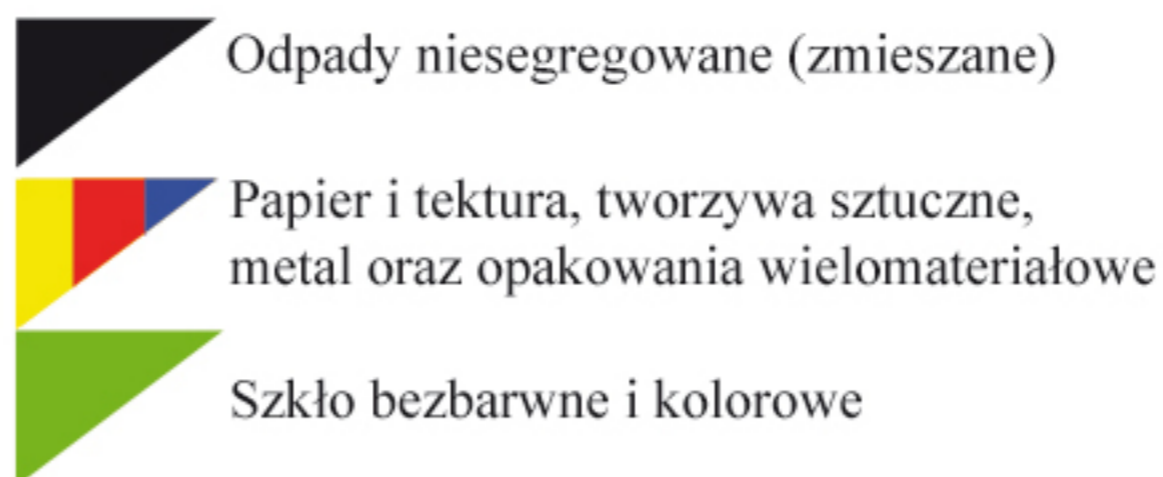 Odpady niesegregowane (zmieszane)
Papier i tektura, tworzywa sztuczne,
metal oraz opakowania wielomateriałowe
Szkło bezbarwne i kolorowe